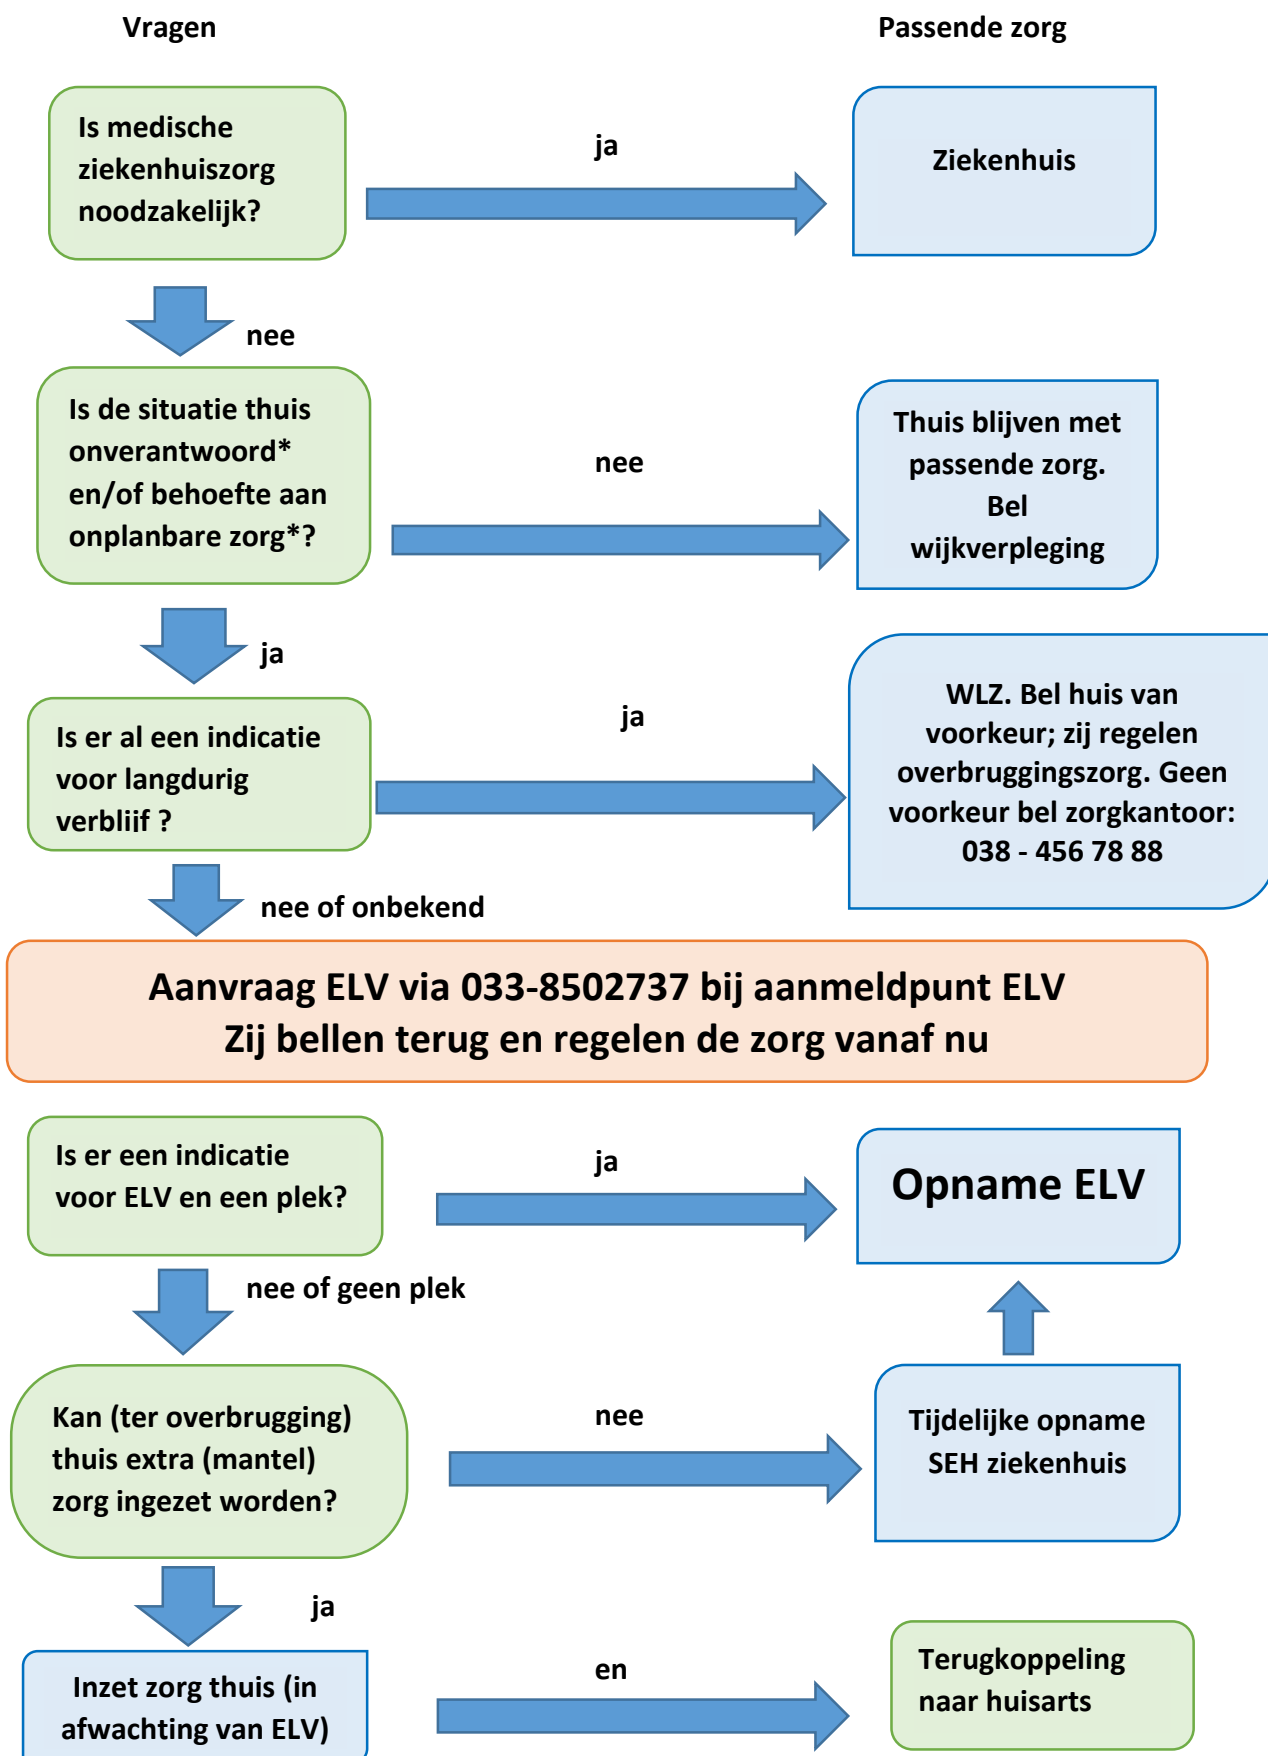 Vragen
Passende zorg
Is medische
ziekenhuiszorg
noodzakelijk?
ja
Ziekenhuis
nee
Is de situatie thuis
onverantwoord*
en/of behoefte aan
onplanbare zorg*?
nee
Thuis blijven met
passende zorg.
Bel
wijkverpleging
ja
Is er al een indicatie
voor langdurig
verblijf ?
ja
WLZ. Bel huis van
voorkeur; zij regelen
overbruggingszorg. Geen
voorkeur bel zorgkantoor:
038 - 456 78 88
nee of onbekend
Aanvraag ELV via 033-8502737 bij aanmeldpunt ELV
Zij bellen terug en regelen de zorg vanaf nu
Is er een indicatie
voor ELV en een plek?
ja
Opname ELV
nee of geen plek
Kan (ter overbrugging)
thuis extra (mantel)
zorg ingezet worden?
nee
Tijdelijke opname
SEH ziekenhuis
ja
Inzet zorg thuis (in
afwachting van ELV)
en
Terugkoppeling
naar huisarts